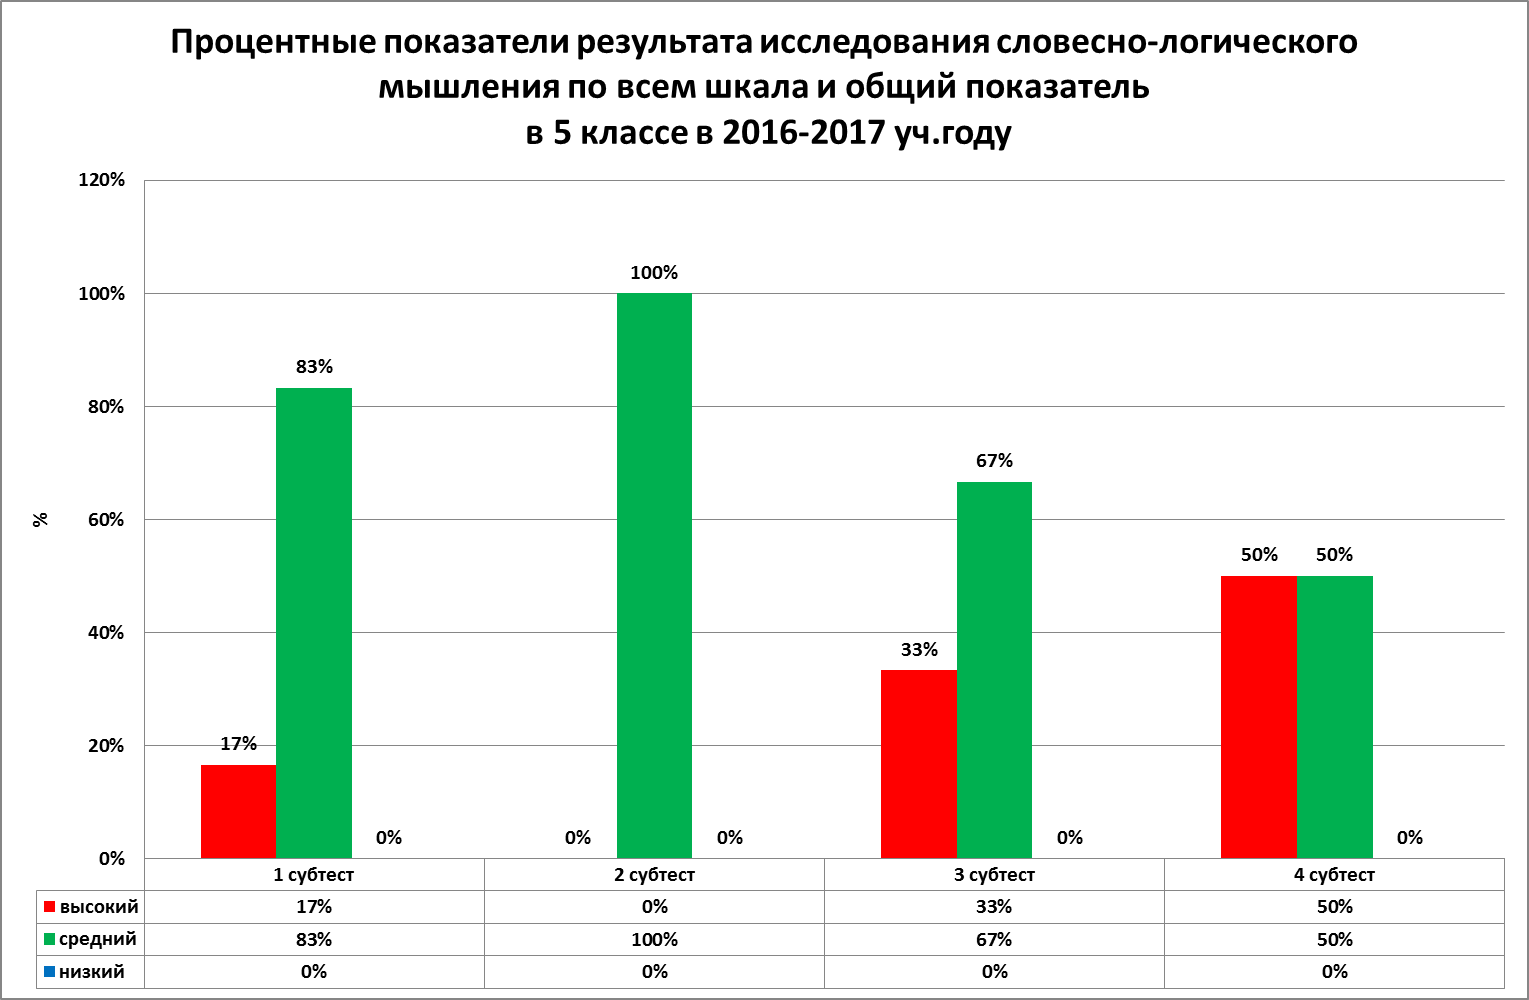 Процентные показатели результата исследования словесно-логического
мышления по всем шкала и общий показатель
в 5 классе в 2016-2017 уч.году
120%
100%
80%
60%
40%
20%
0%
%
17%
83%
0%
0%
100%
0%
33%
67%
0%
50%
50%
0%
1 субтест 2 субтест 3 субтест 4 субтест
высокий 17% 0% 33% 50%
средний 83% 100% 67% 50%
низкий 0% 0% 0% 0%